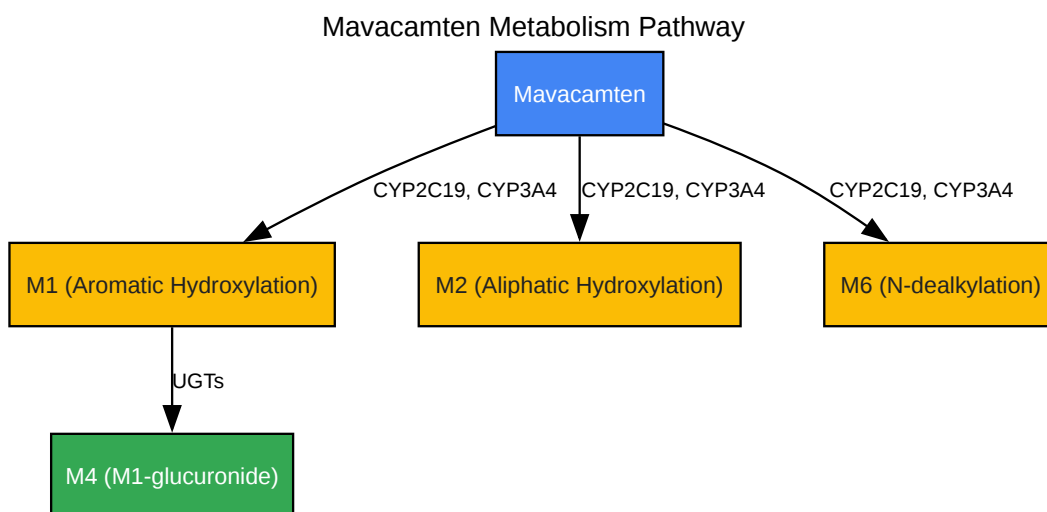 Mavacamten Metabolism Pathway
Mavacamten
CYP2C19, CYP3A4
CYP2C19, CYP3A4
CYP2C19, CYP3A4
M1 (Aromatic Hydroxylation)
M2 (Aliphatic Hydroxylation)
M6 (N-dealkylation)
UGTs
M4 (M1-glucuronide)